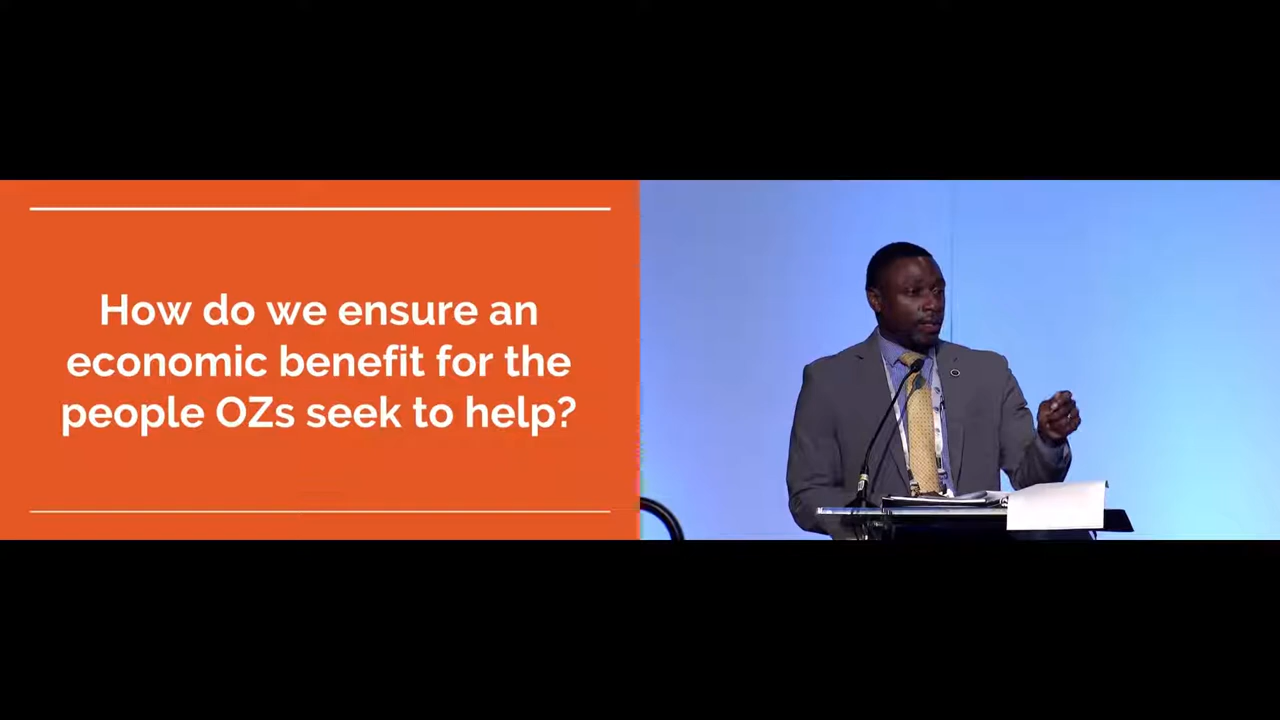 How do we ensure an
economic benefit for the
people OZs seek to help?